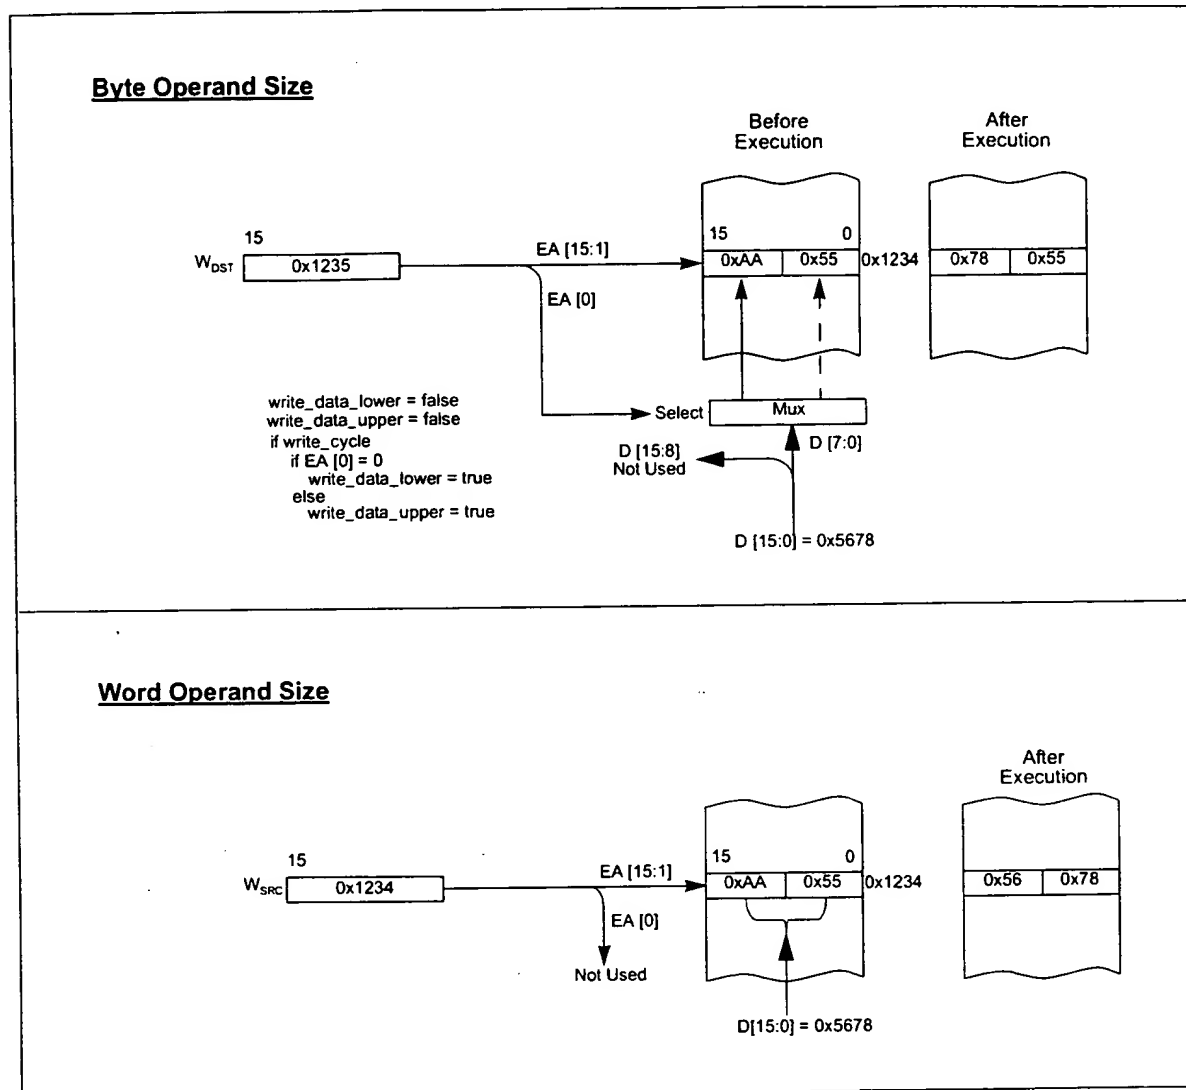 Byte Operand Size
Before
Execution
After
Execution
15
15
0
EA [15:1]
WDST
0x1235
0xAA
0x55
0x1234
0x78
0x55
EA [0]
write_data_lower = false
write_data_upper = false
if write_cycle
if EA [0] = 0
write_data_lower = true
else
write_data_upper = true
Select
Mux
D [7:0]
D [15:8]
Not Used
D [15:0] = 0x5678
Word Operand Size
After
Execution
15
15
0
EA [15:1]
WSRC
0x1234
0xAA
0x55
0x1234
0x56
0x78
EA [0]
Not Used
D[15:0] = 0x5678